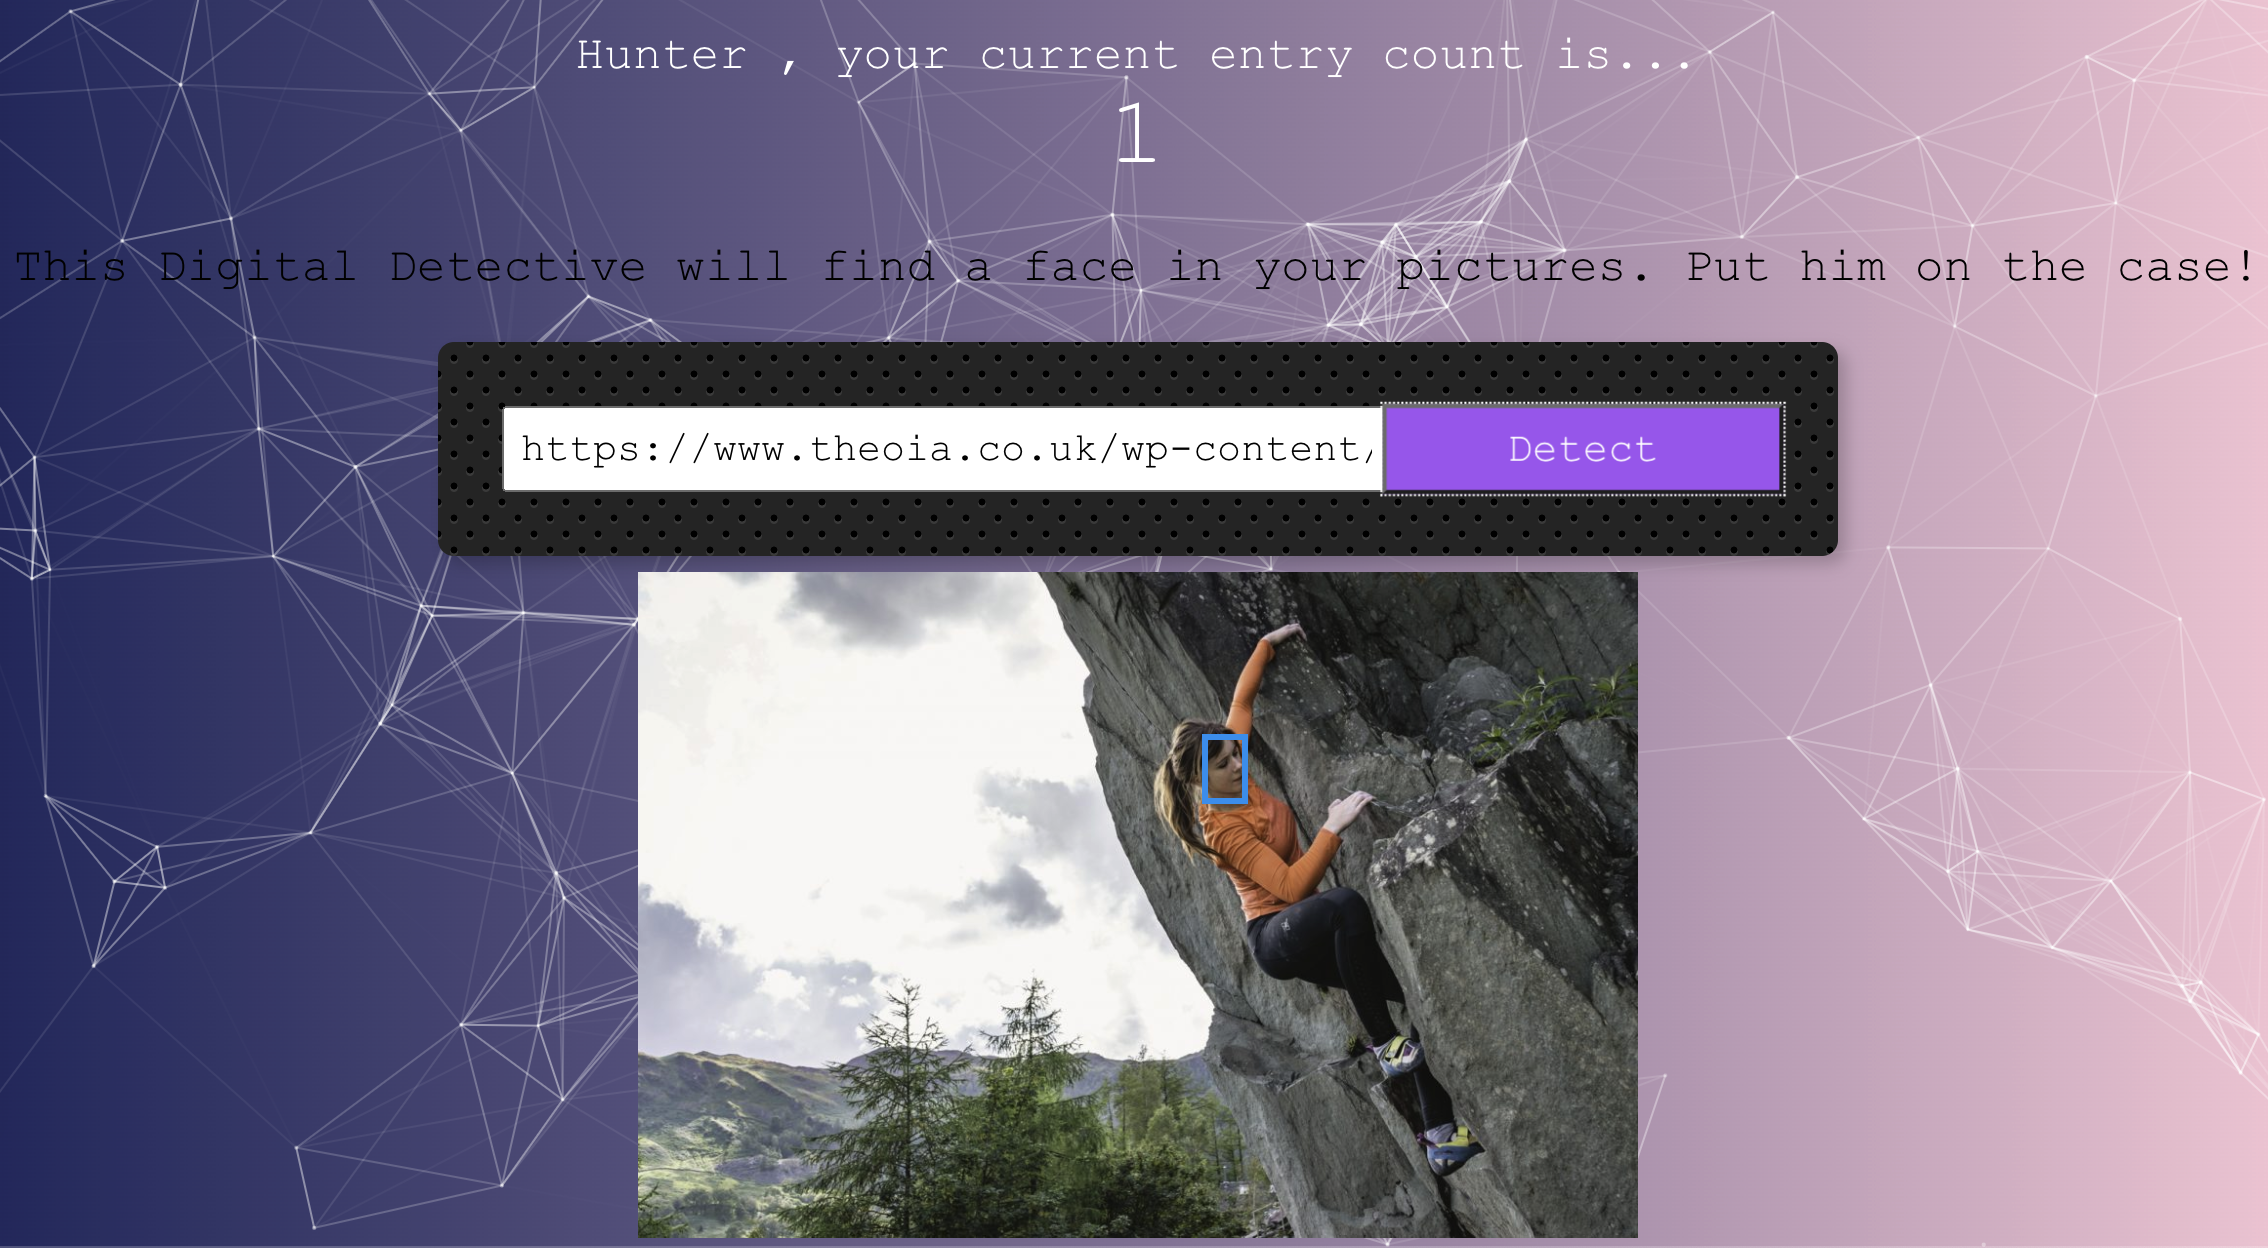 Hunter , your current entry count is...
1
This Digital Detective will find a face in your pictures. Put him on the case!
https://www.theoia.co.uk/wp-content/
Detect